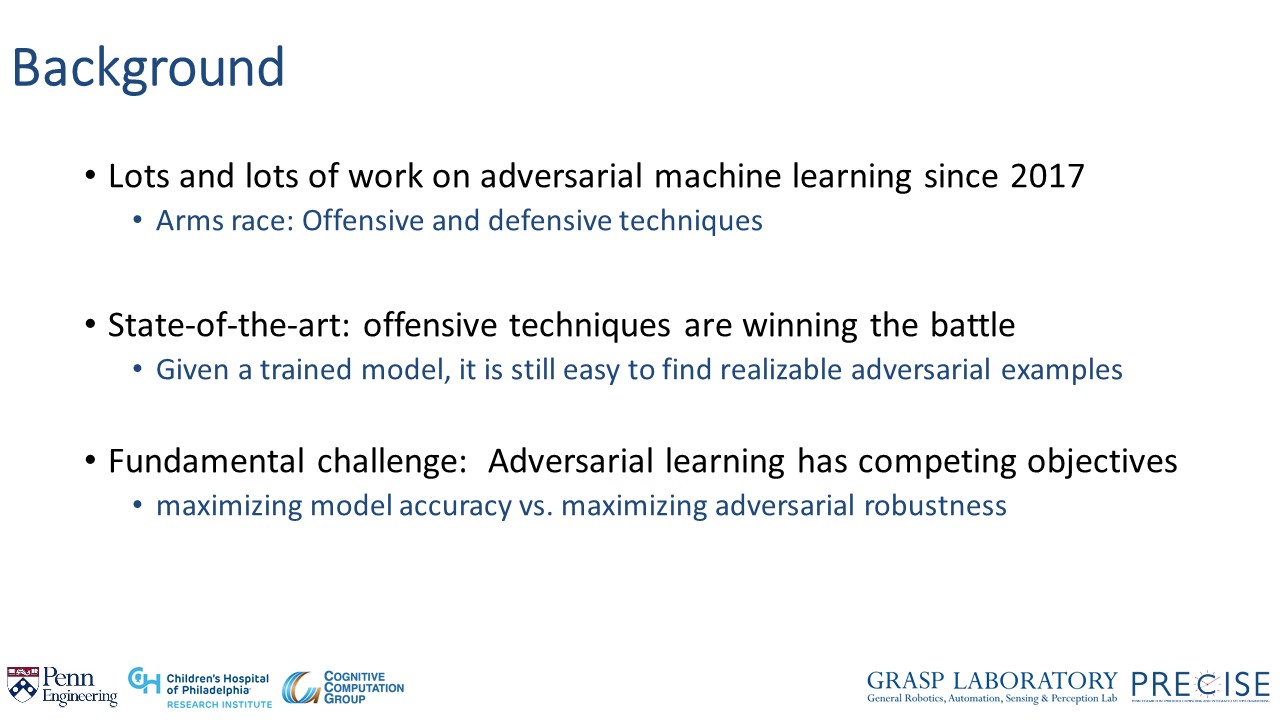 Background
• Lots and lots of work on adversarial machine learning since 2017
• Arms race: Offensive and defensive techniques
• State-of-the-art: offensive techniques are winning the battle
• Given a trained model, it is still easy to find realizable adversarial examples
• Fundamental challenge: Adversarial learning has competing objectives
• maximizing model accuracy vs. maximizing adversarial robustness
Penn
Engineering
CH
Children's Hospital
of Philadelphia
RESEARCH INSTITUTE
COGNITIVE
COMPUTATION
GROUP
GRASP LABORATORY
General Robotics, Automation, Sensing & Perception Lab
PRECISE